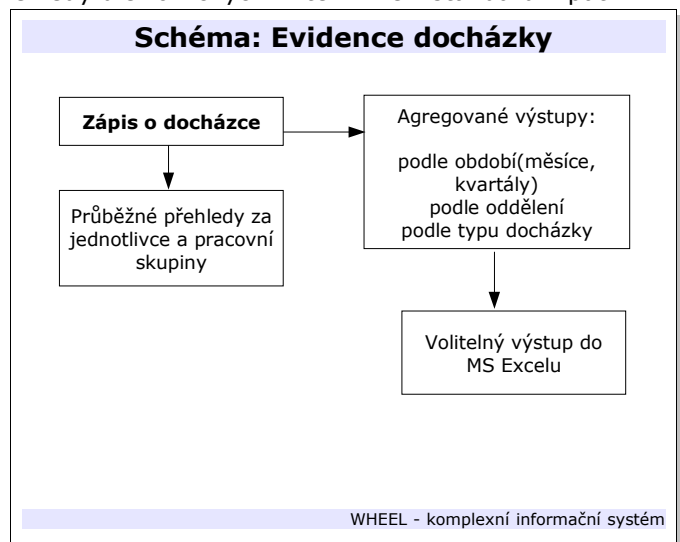 Schéma: Evidence docházky
Zápis o docházce
Agregované výstupy:
podle období(měsíce,
kvartály)
podle oddělení
podle typu docházky
Průběžné přehledy za
jednotlivce a pracovní
skupiny
Volitelný výstup do
MS Excelu
WHEEL - komplexní informační systém